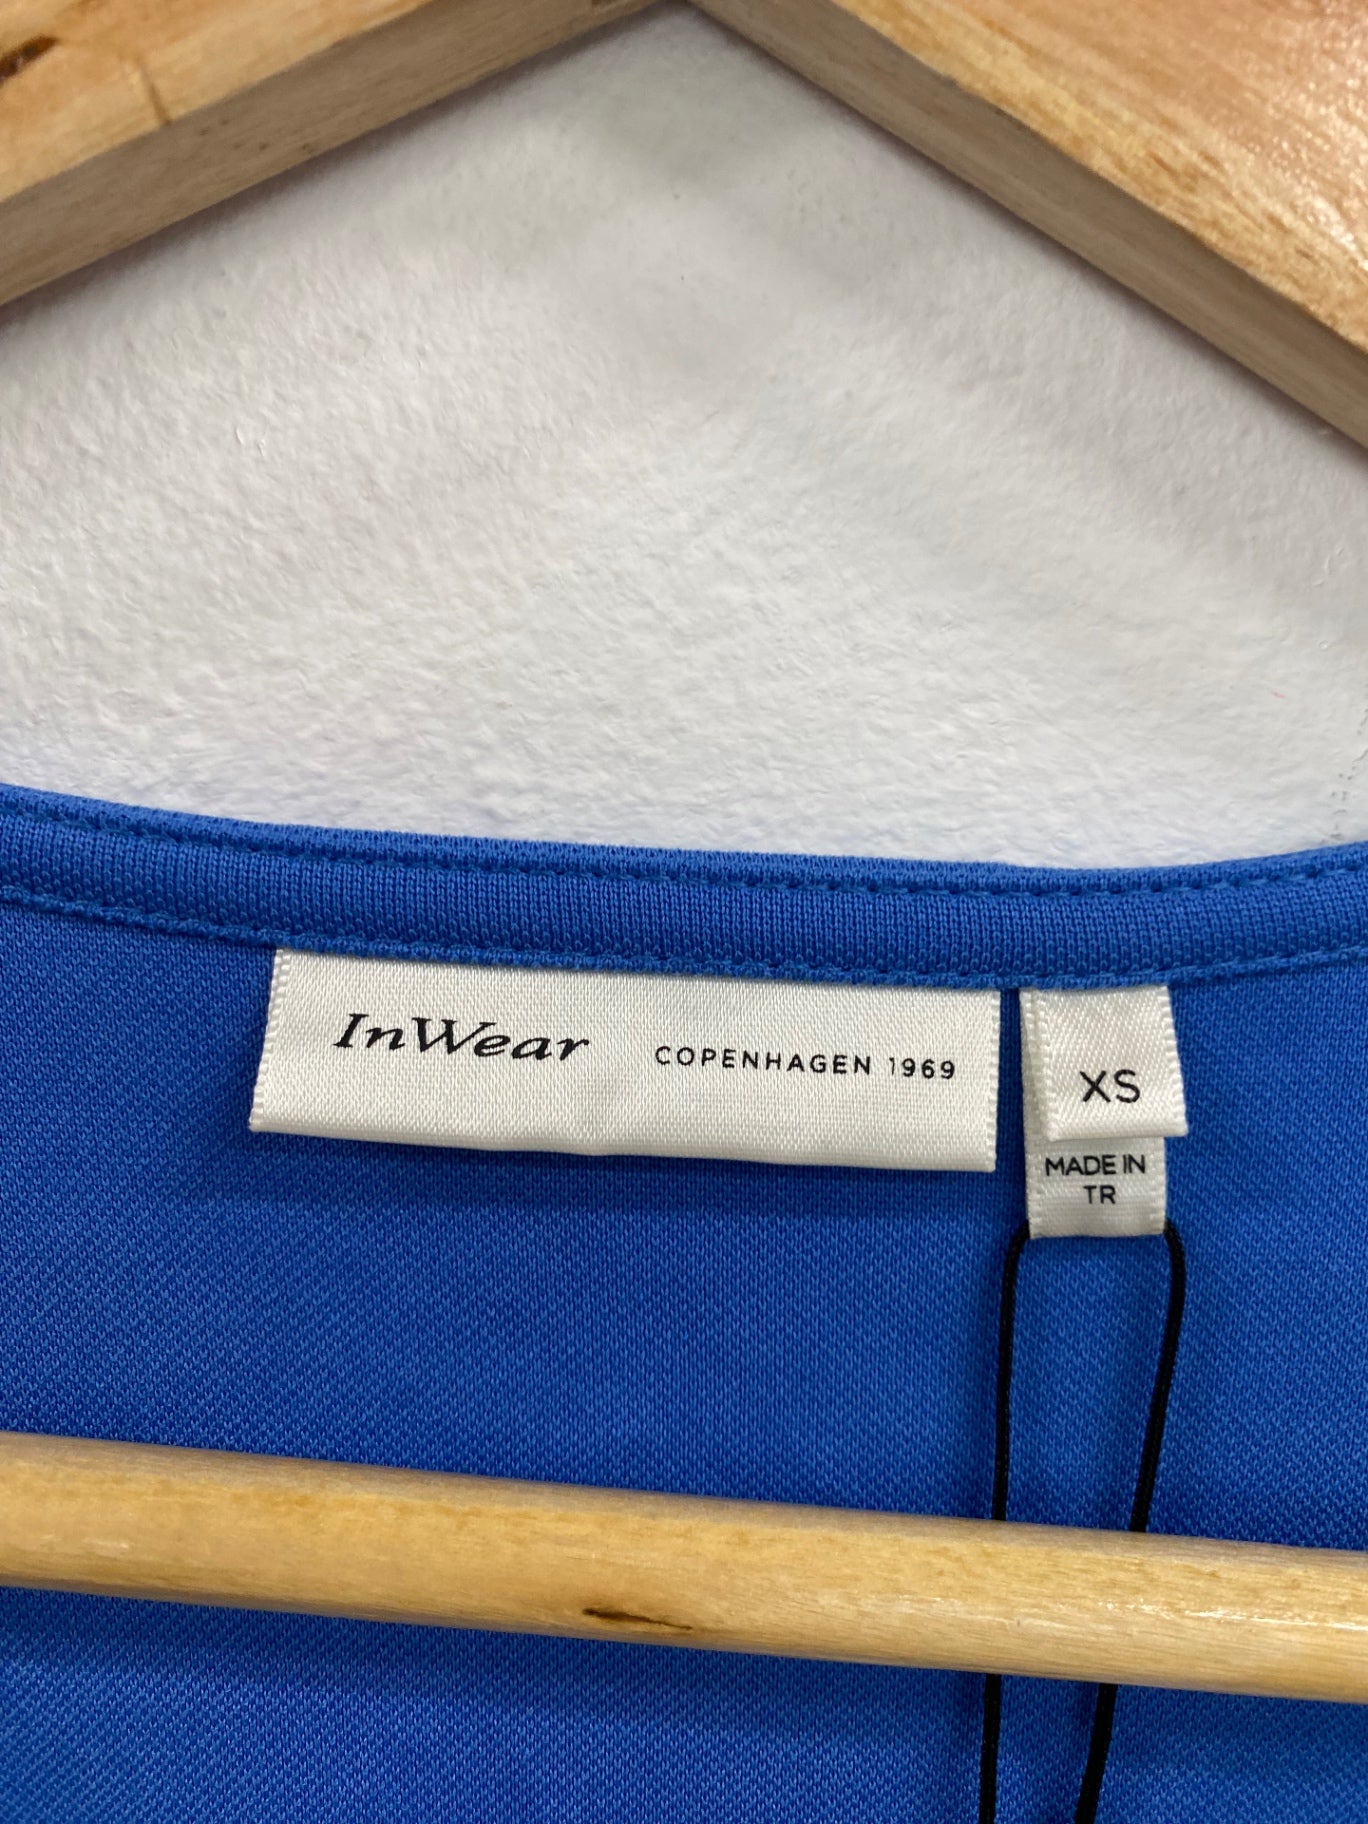 InWear COPENHAGEN 1969
XS
MADE IN
TR